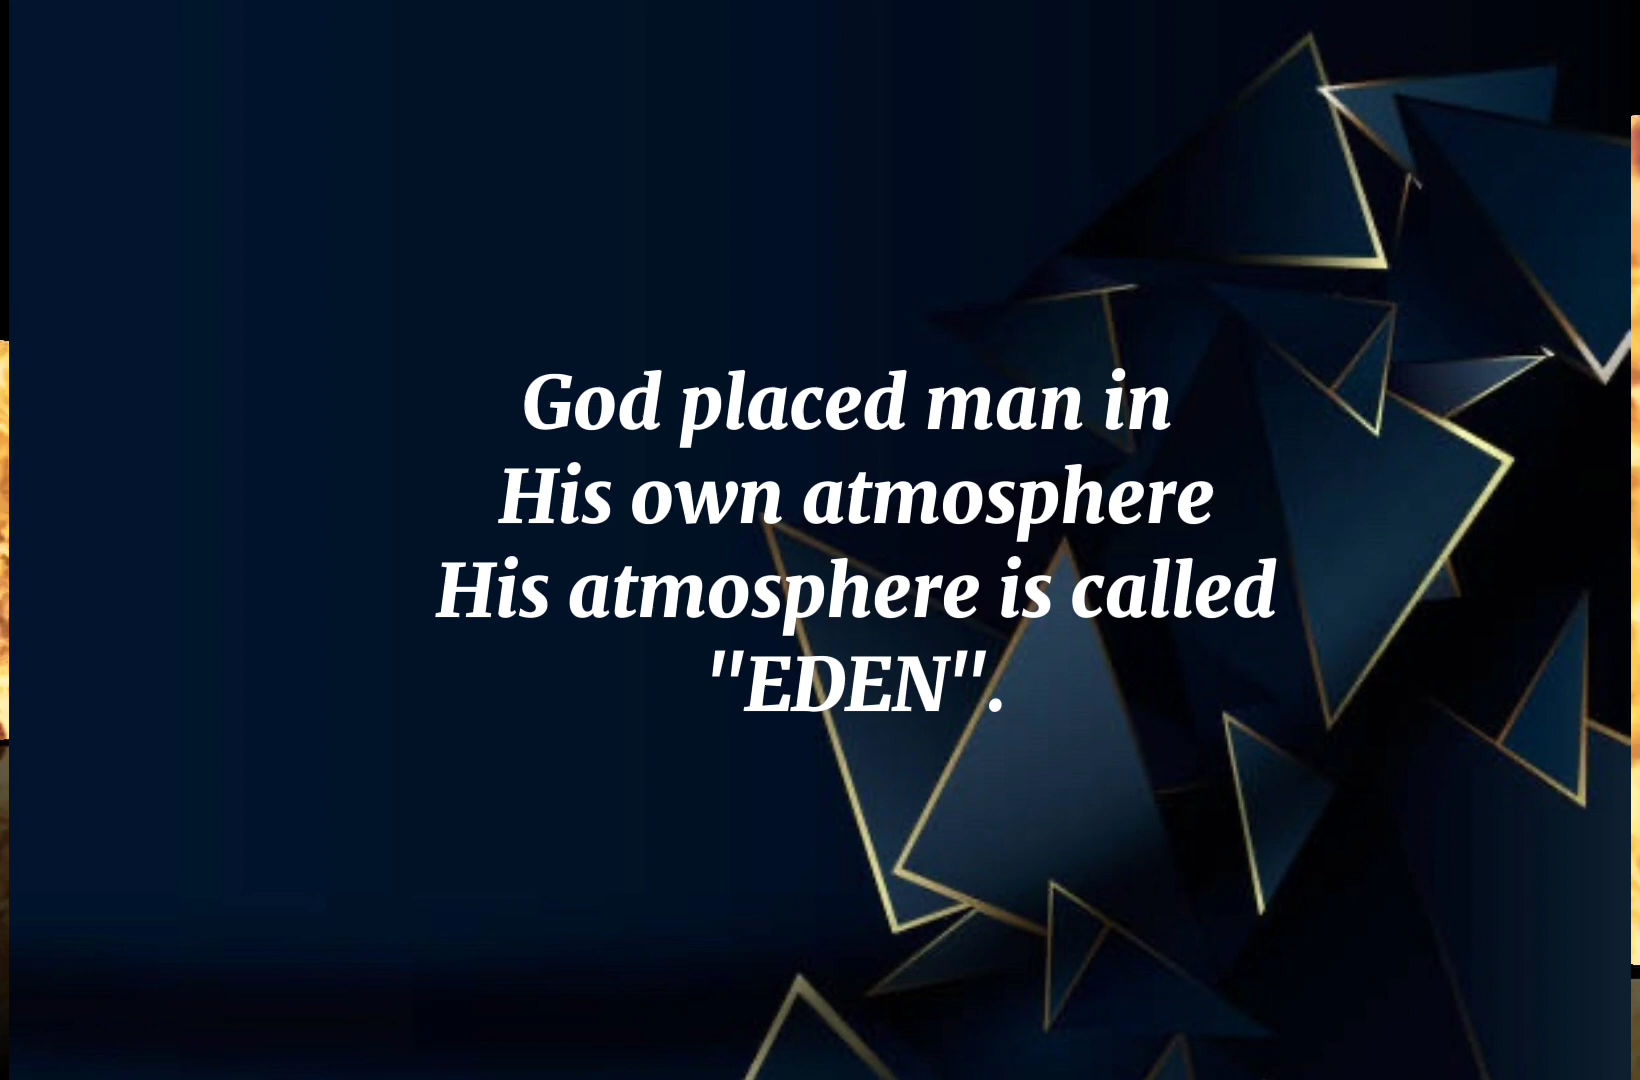 God placed man in
His own atmosphere
His atmosphere is called
"EDEN".